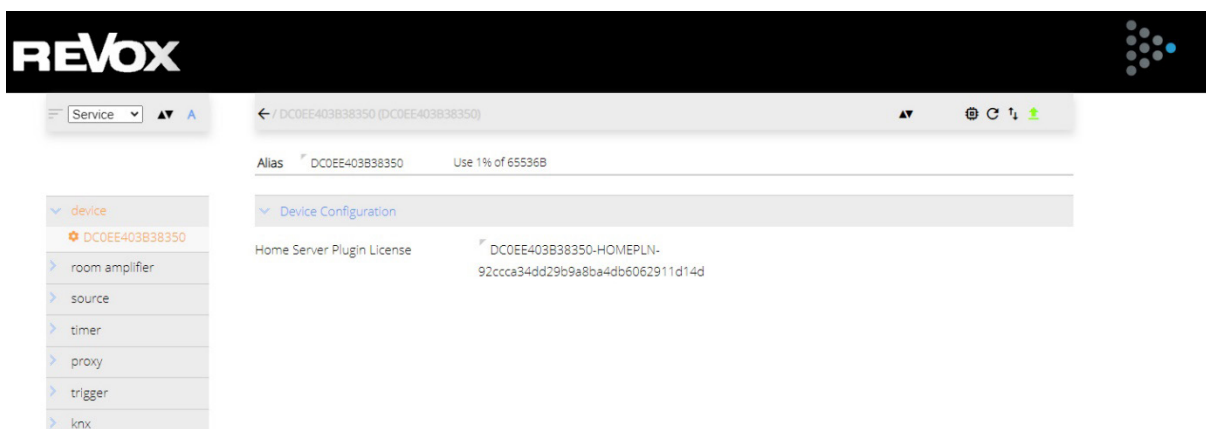 REVOX
Service A
/ DC0EE403B38350 (DC0EE403B38350)
Alias DC0EE403B38350 Use 1% of 65536B
device
DC0EE403B38350
room amplifier
source
timer
proxy
trigger
knx
Device Configuration
Home Server Plugin License
DC0EE403B38350-HOMEPLN-
92ccca34dd29b9a8ba4db6062911d14d